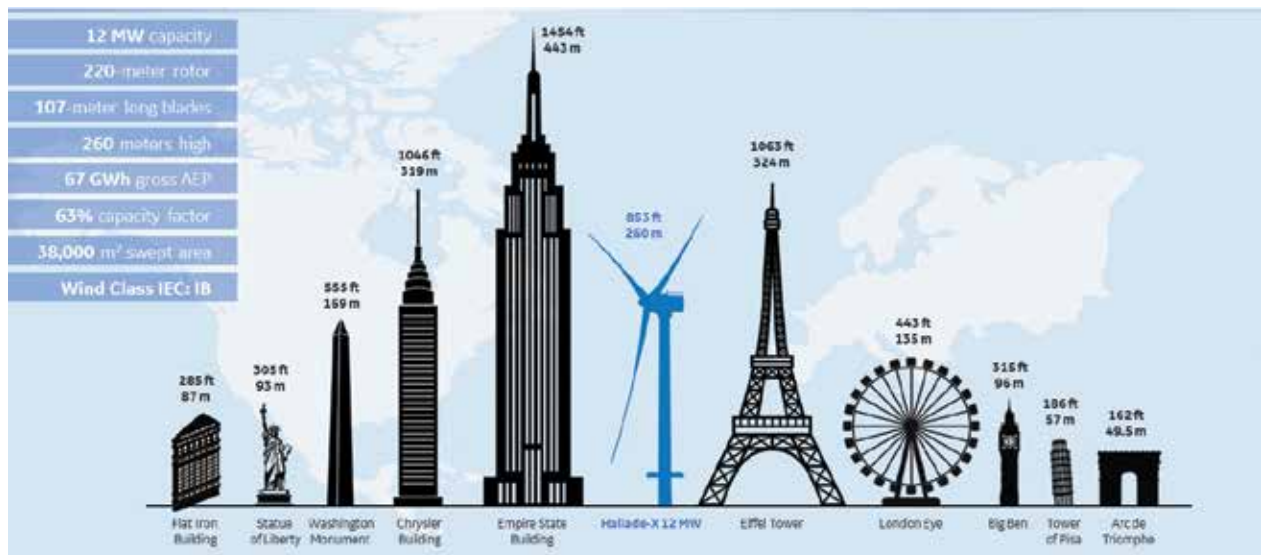 12 MW capacity
220-meter rotor
107-meter long blades
260 meters high
67 GWh gross AEP
63% capacity factor
38,000 m² swept area
Wind Class IEC: IB
285 ft
87 m
305 ft
93 m
555 ft
169 m
1046 ft
319 m
1454 ft
443 m
853 ft
260 m
1063 ft
324 m
443 ft
135 m
315 ft
96 m
186 ft
57 m
162 ft
49.5 m
Flat Iron
Building
Statue
of Liberty
Washington
Monument
Chrysler
Building
Empire State
Building
Haliade-X 12 MW
Eiffel Tower
London Eye
Big Ben
Tower
of Pisa
Arc de
Triomphe